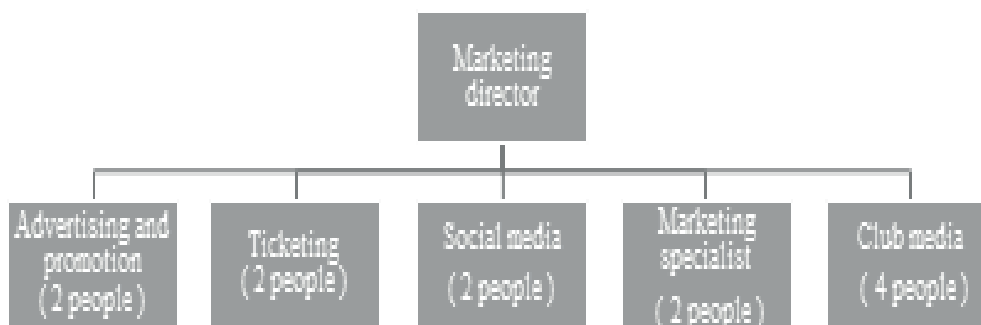 Marketing
director
Advertising and
promotion
( 2 people )
Ticketing
( 2 people )
Social media
( 2 people )
Marketing
specialist
( 2 people )
Club media
( 4 people )